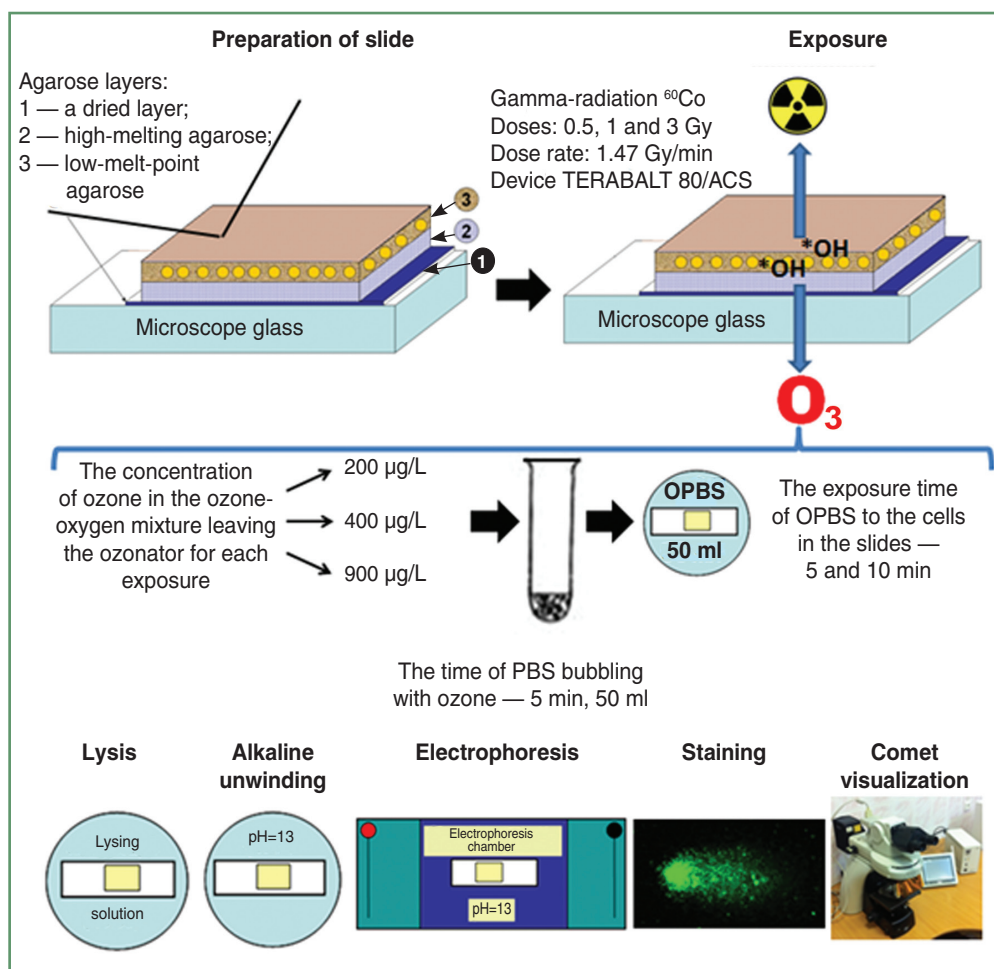 Preparation of slide
Agarose layers:
1 — a dried layer;
2 — high-melting agarose;
3 — low-melt-point
agarose
3
2
1
Microscope glass
Exposure
Gamma-radiation ⁶⁰Co
Doses: 0.5, 1 and 3 Gy
Dose rate: 1.47 Gy/min
Device TERABALT 80/ACS
*OH
*OH
Microscope glass
O₃
The concentration
of ozone in the ozone-
oxygen mixture leaving
the ozonator for each
exposure
200 μg/L
400 μg/L
900 μg/L
OPBS
50 ml
The exposure time
of OPBS to the cells
in the slides —
5 and 10 min
The time of PBS bubbling
with ozone — 5 min, 50 ml
Lysis
Lysing
solution
Alkaline
unwinding
pH=13
Electrophoresis
Electrophoresis
chamber
pH=13
Staining
Comet
visualization